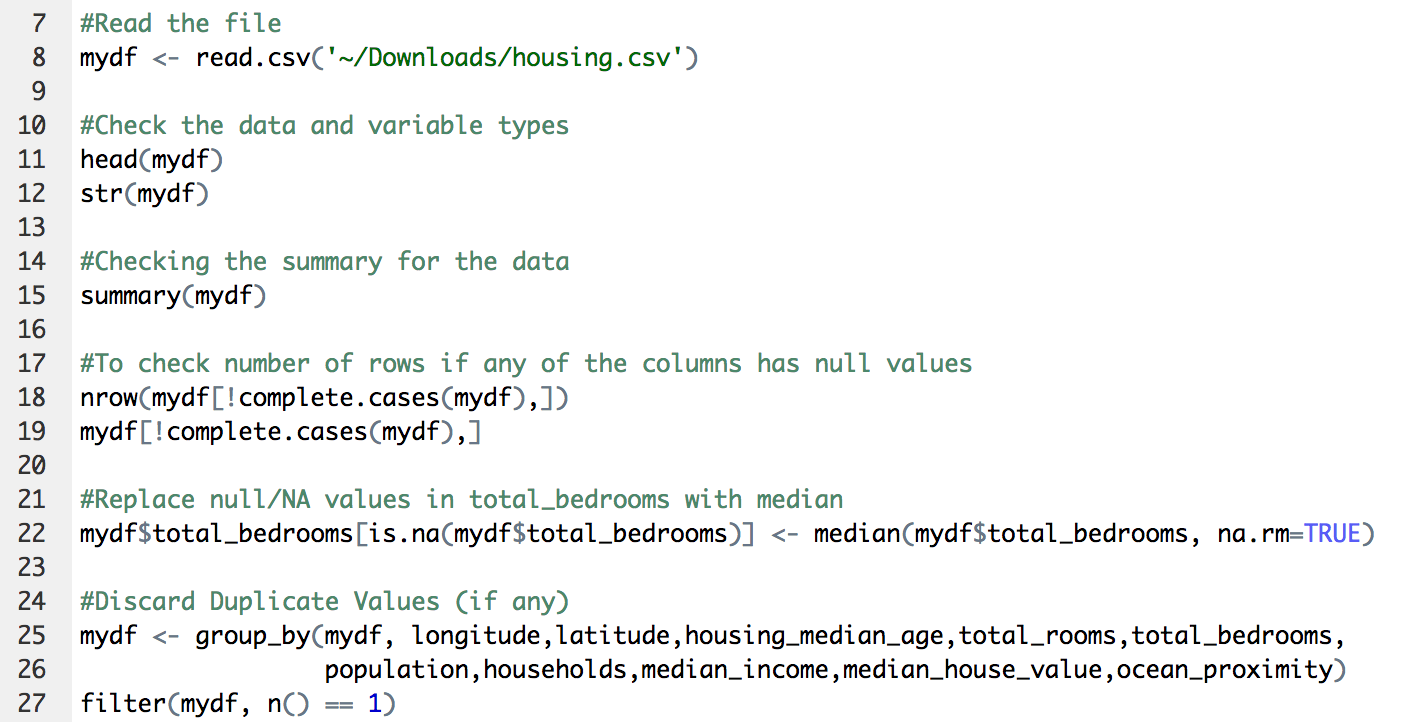 7 #Read the file
8 mydf <- read.csv('~/Downloads/housing.csv')
9
10 #Check the data and variable types
11 head(mydf)
12 str(mydf)
13
14 #Checking the summary for the data
15 summary(mydf)
16
17 #To check number of rows if any of the columns has null values
18 nrow(mydf[!complete.cases(mydf),])
19 mydf[!complete.cases(mydf),]
20
21 #Replace null/NA values in total_bedrooms with median
22 mydf$total_bedrooms[is.na(mydf$total_bedrooms)] <- median(mydf$total_bedrooms, na.rm=TRUE)
23
24 #Discard Duplicate Values (if any)
25 mydf <- group_by(mydf, longitude,latitude,housing_median_age,total_rooms,total_bedrooms,
26                  population,households,median_income,median_house_value,ocean_proximity)
27 filter(mydf, n() == 1)